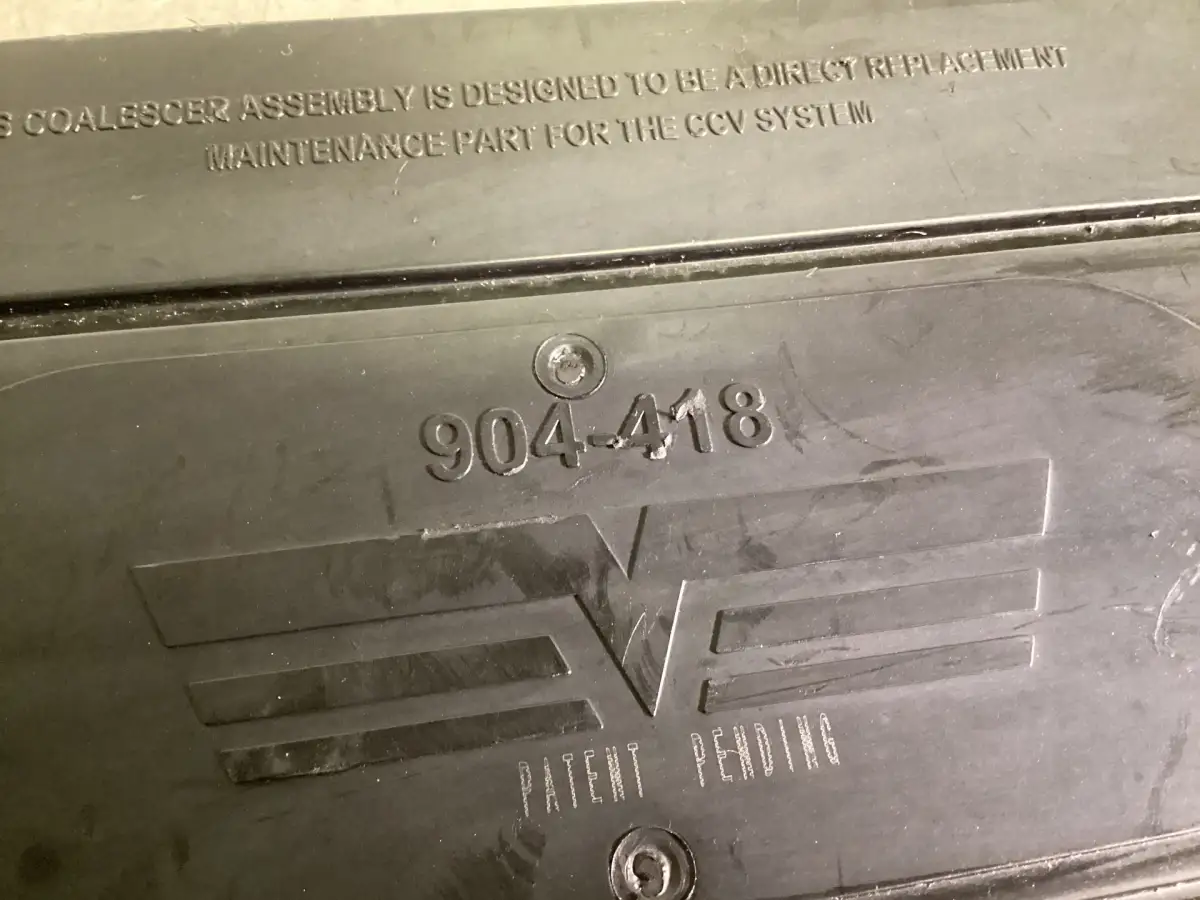 S COALESCER ASSEMBLY IS DESIGNED TO BE A DIRECT REPLACEMENT
MAINTENANCE PART FOR THE CCV SYSTEM
904-418
PATENT PENDING